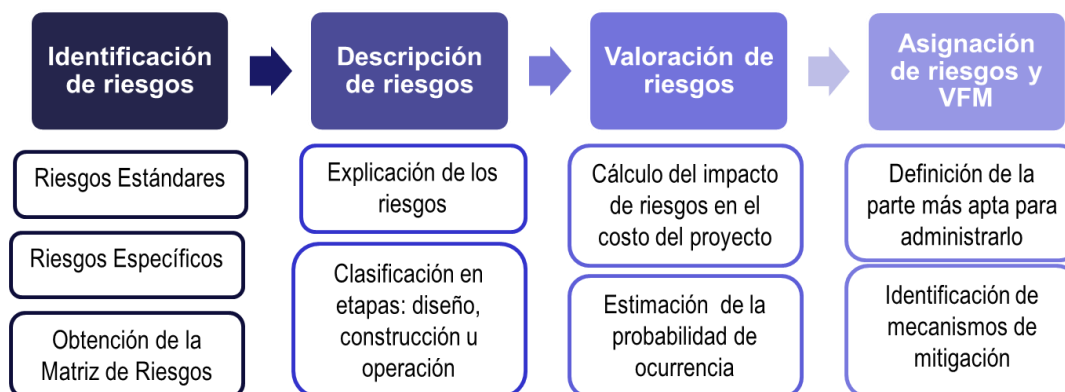 Identificación
de riesgos
Riesgos Estándares
Riesgos Específicos
Obtención de la
Matriz de Riesgos
Descripción
de riesgos
Explicación de los
riesgos
Clasificación en
etapas: diseño,
construcción u
operación
Valoración de
riesgos
Cálculo del impacto
de riesgos en el
costo del proyecto
Estimación de la
probabilidad de
ocurrencia
Asignación
de riesgos y
VFM
Definición de la
parte más apta para
administrarlo
Identificación de
mecanismos de
mitigación